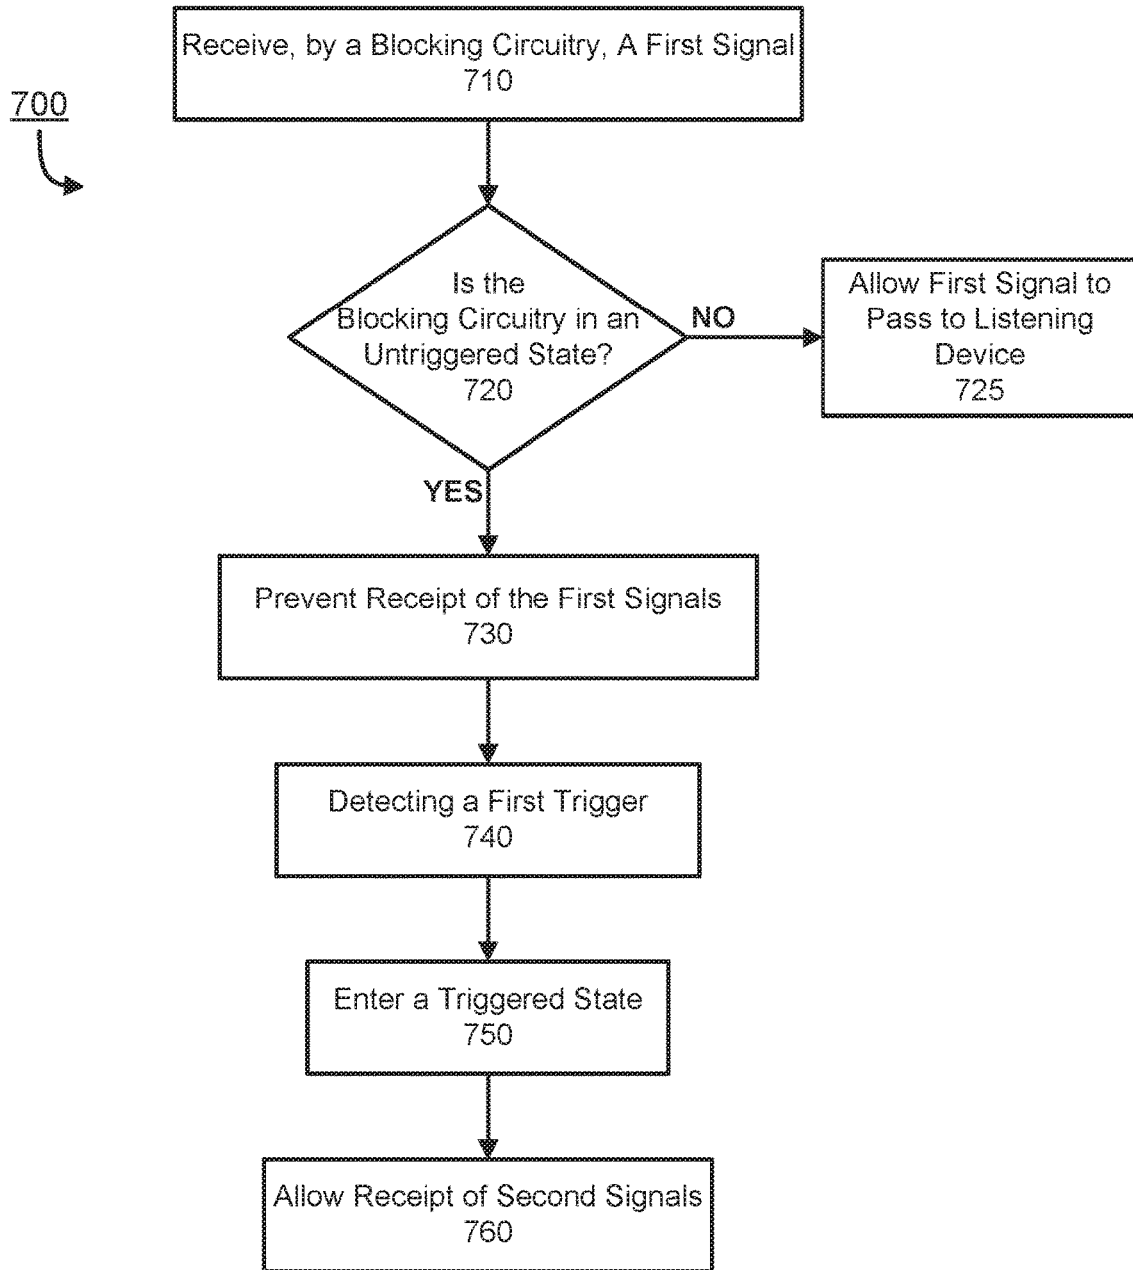 Receive, by a Blocking Circuitry, A First Signal
710
700
Is the
Blocking Circuitry in an
Untriggered State?
720
NO
Allow First Signal to
Pass to Listening
Device
725
YES
Prevent Receipt of the First Signals
730
Detecting a First Trigger
740
Enter a Triggered State
750
Allow Receipt of Second Signals
760